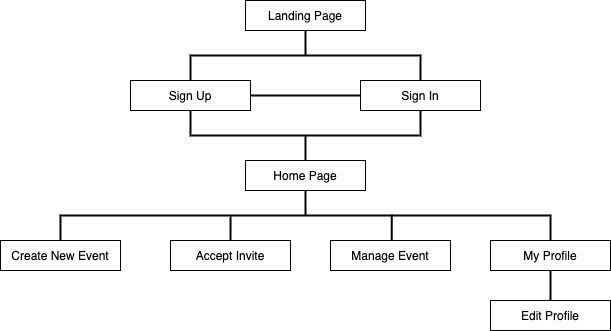 Landing Page
Sign Up
Sign In
Home Page
Create New Event
Accept Invite
Manage Event
My Profile
Edit Profile